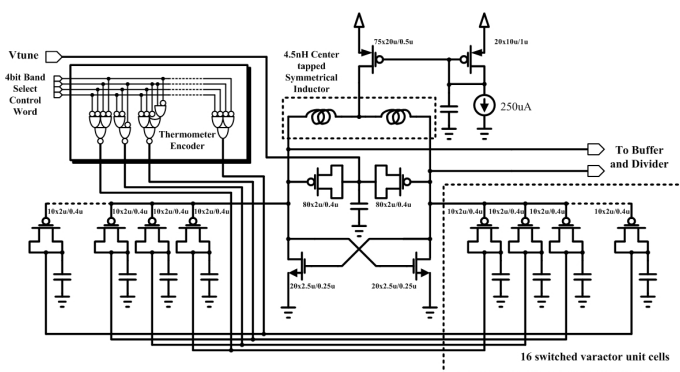 75x20u/0.5u
20x10u/1u
Vtune
4.5nH Center
tapped
Symmetrical
Inductor
4bit Band
Select
Control
Word
250uA
Thermometer
Encoder
To Buffer
and Divider
80x2u/0.4u
80x2u/0.4u
10x2u/0.4u
10x2u/0.4u
10x2u/0.4u
10x2u/0.4u
10x2u/0.4u
10x2u/0.4u
10x2u/0.4u
10x2u/0.4u
20x2.5u/0.25u
20x2.5u/0.25u
16 switched varactor unit cells